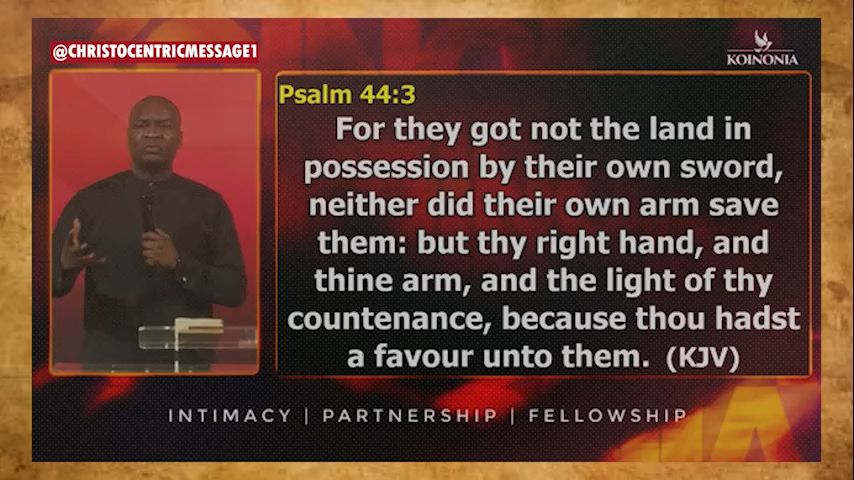 @CHRISTOCENTRICMESSAGE1
KOINONIA
Psalm 44:3
For they got not the land in
possession by their own sword,
neither did their own arm save
them: but thy right hand, and
thine arm, and the light of thy
countenance, because thou hadst
a favour unto them. (KJV)
INTIMACY | PARTNERSHIP | FELLOWSHIP